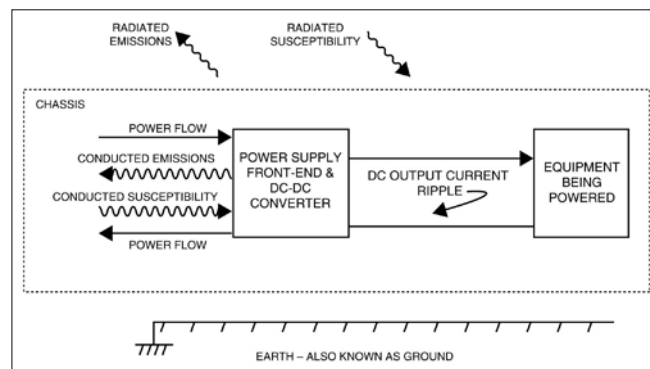 RADIATED
EMISSIONS
RADIATED
SUSCEPTIBILITY
CHASSIS
POWER FLOW
CONDUCTED EMISSIONS
CONDUCTED SUSCEPTIBILITY
POWER FLOW
POWER SUPPLY
FRONT-END &
DC-DC
CONVERTER
DC OUTPUT CURRENT
RIPPLE
EQUIPMENT
BEING
POWERED
EARTH – ALSO KNOWN AS GROUND